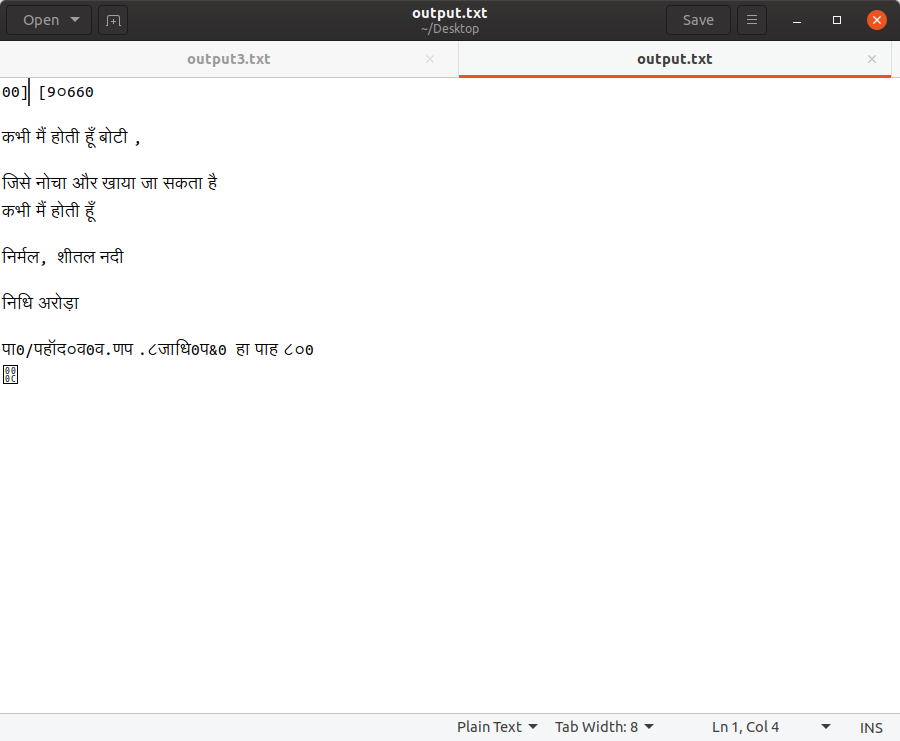 Open
output.txt
~/Desktop
Save
output3.txt
output.txt
00] [9०660
कभी मैं होती हूँ बोटी ,
जिसे नोचा और खाया जा सकता है
कभी मैं होती हूँ
निर्मल, शीतल नदी
निधि अरोड़ा
पा0/पहॉद०व0व.णप .८जाधि0प&0 हा पाह ८०0
000C
Plain Text Tab Width: 8 Ln 1, Col 4 INS